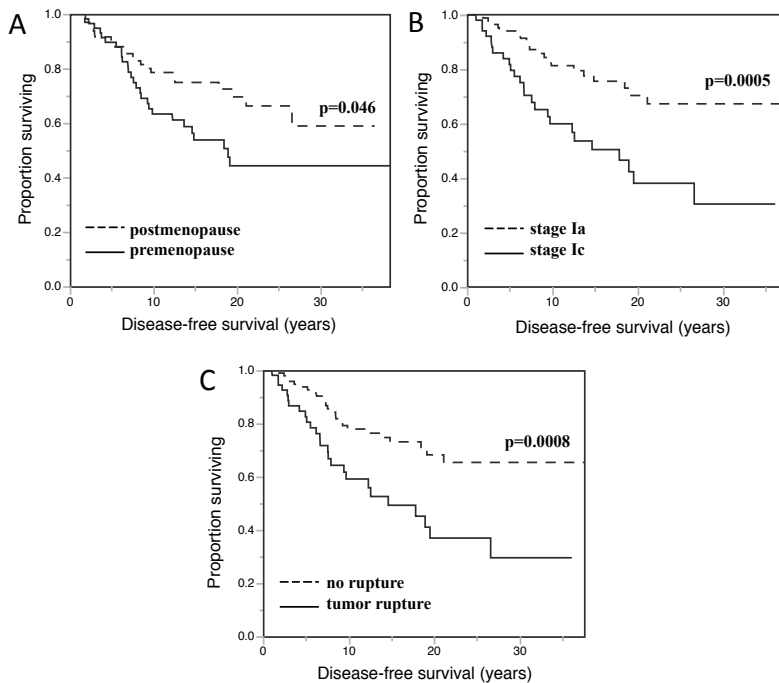 A
Proportion surviving
1.0
0.8
0.6
0.4
0.2
0.0
p=0.046
postmenopause
premenopause
0 10 20 30
Disease-free survival (years)
B
Proportion surviving
1.0
0.8
0.6
0.4
0.2
0.0
p=0.0005
stage Ia
stage Ic
0 10 20 30
Disease-free survival (years)
C
Proportion surviving
1.0
0.8
0.6
0.4
0.2
0.0
p=0.0008
no rupture
tumor rupture
0 10 20 30
Disease-free survival (years)